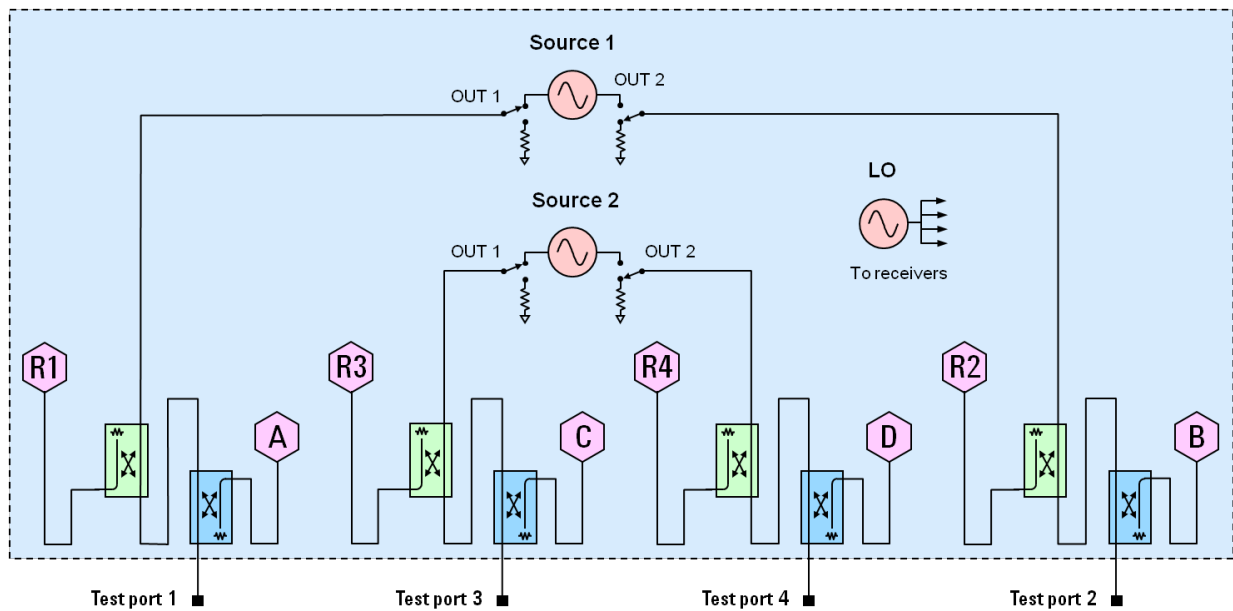 Source 1
OUT 1
OUT 2
LO
Source 2
OUT 1
OUT 2
To receivers
R1
R3
R4
R2
A
C
D
B
Test port 1
Test port 3
Test port 4
Test port 2